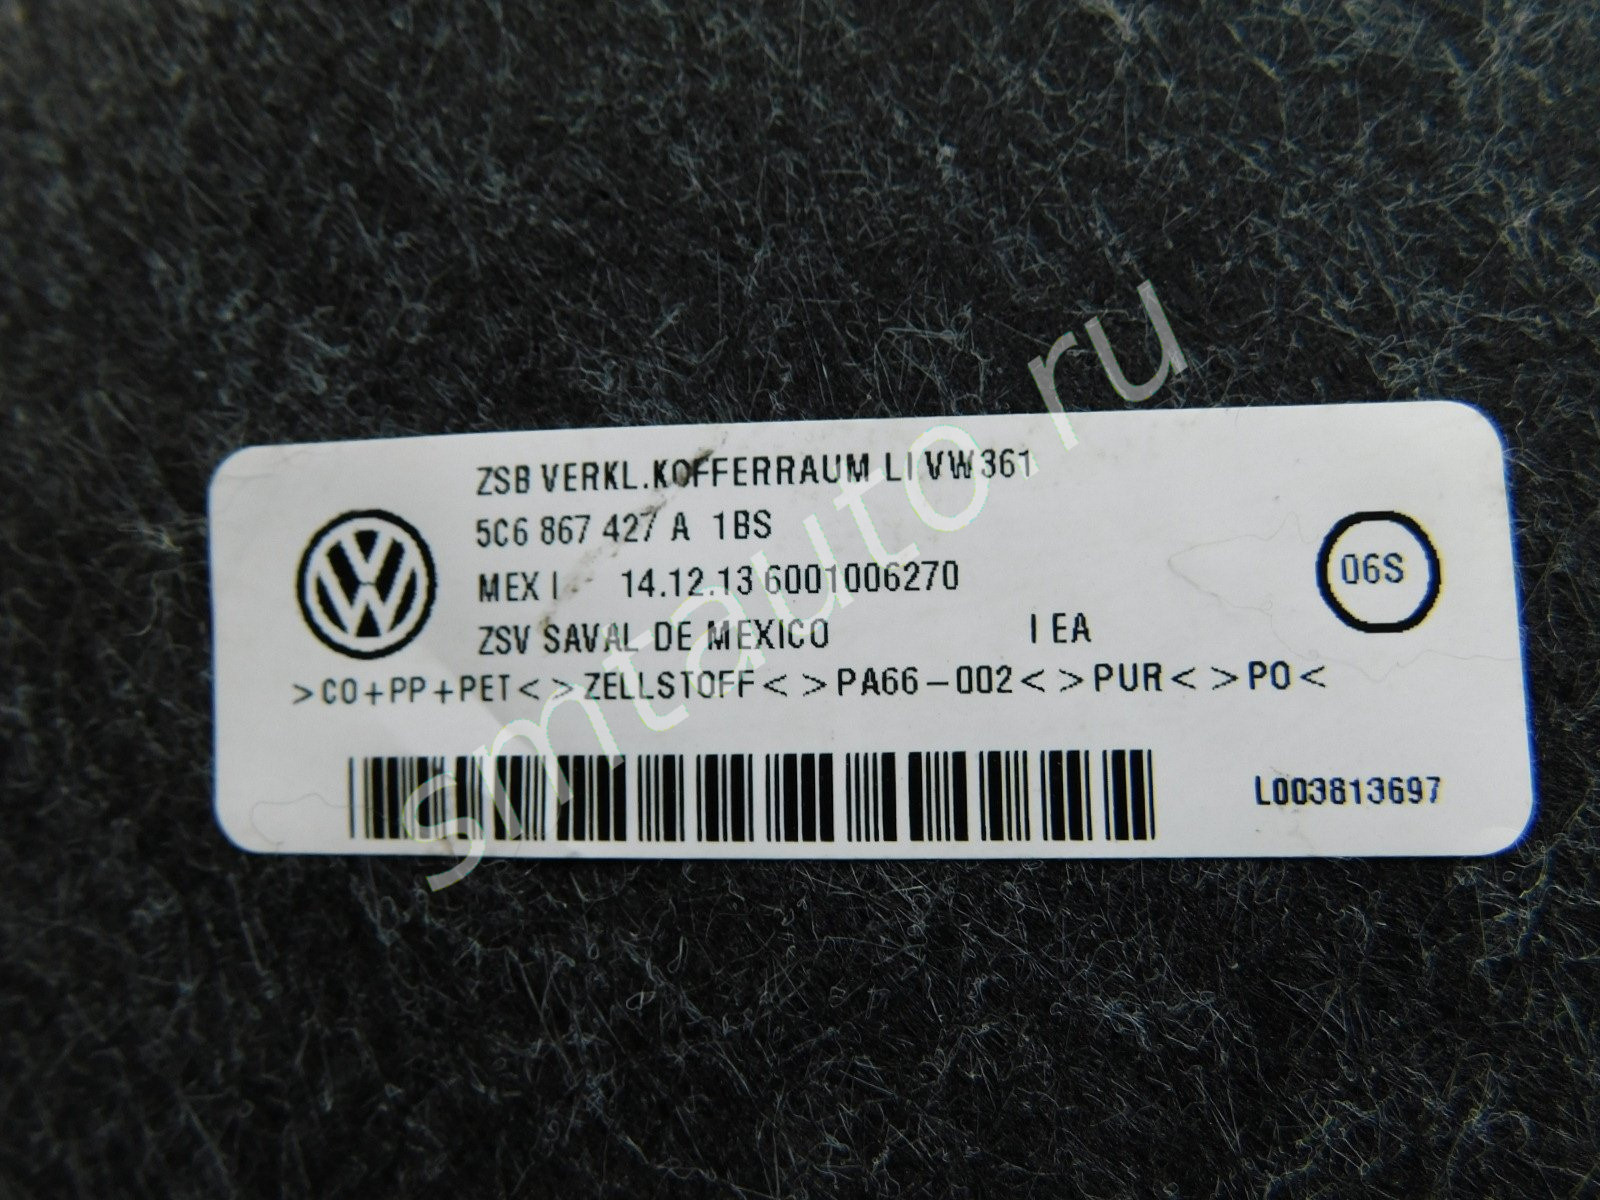 ZSB VERKL.KOFFERRAUM LI.VW361
5C6 867 427 A 1BS
MEXI 14.12.13 6001006270
ZSV SAVAL DE MEXICO I EA
>CO+PP+PET<>ZELLSTOFF<>PA66-002<>PUR<>PO<
06S
L003813697
smtauto.ru